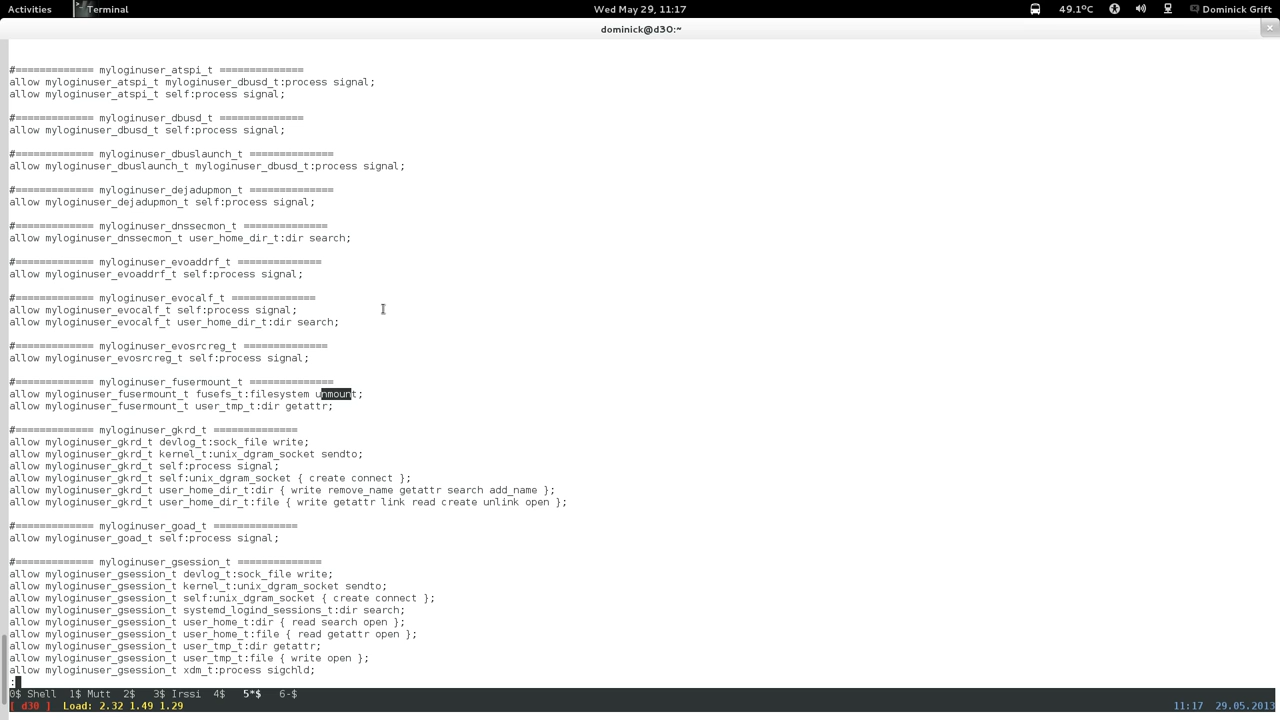 Activities Terminal Wed May 29, 11:17 49.1ºC Dominick Grift
dominick@d30:~
#============= myloginuser_atspi_t ==============
allow myloginuser_atspi_t myloginuser_dbusd_t:process signal;
allow myloginuser_atspi_t self:process signal;
#============= myloginuser_dbusd_t ==============
allow myloginuser_dbusd_t self:process signal;
#============= myloginuser_dbuslaunch_t ==============
allow myloginuser_dbuslaunch_t myloginuser_dbusd_t:process signal;
#============= myloginuser_dejadupmon_t ==============
allow myloginuser_dejadupmon_t self:process signal;
#============= myloginuser_dnssecmon_t ==============
allow myloginuser_dnssecmon_t user_home_dir_t:dir search;
#============= myloginuser_evoaddrf_t ==============
allow myloginuser_evoaddrf_t self:process signal;
#============= myloginuser_evocalf_t ==============
allow myloginuser_evocalf_t self:process signal;
allow myloginuser_evocalf_t user_home_dir_t:dir search;
#============= myloginuser_evosrcreg_t ==============
allow myloginuser_evosrcreg_t self:process signal;
#============= myloginuser_fusermount_t ==============
allow myloginuser_fusermount_t fusefs_t:filesystem unmount;
allow myloginuser_fusermount_t user_tmp_t:dir getattr;
#============= myloginuser_gkrd_t ==============
allow myloginuser_gkrd_t devlog_t:sock_file write;
allow myloginuser_gkrd_t kernel_t:unix_dgram_socket sendto;
allow myloginuser_gkrd_t self:process signal;
allow myloginuser_gkrd_t self:unix_dgram_socket { create connect };
allow myloginuser_gkrd_t user_home_dir_t:dir { write remove_name getattr search add_name };
allow myloginuser_gkrd_t user_home_dir_t:file { write getattr link read create unlink open };
#============= myloginuser_goad_t ==============
allow myloginuser_goad_t self:process signal;
#============= myloginuser_gsession_t ==============
allow myloginuser_gsession_t devlog_t:sock_file write;
allow myloginuser_gsession_t kernel_t:unix_dgram_socket sendto;
allow myloginuser_gsession_t self:unix_dgram_socket { create connect };
allow myloginuser_gsession_t systemd_logind_sessions_t:dir search;
allow myloginuser_gsession_t user_home_t:dir { read search open };
allow myloginuser_gsession_t user_home_t:file { read getattr open };
allow myloginuser_gsession_t user_tmp_t:dir getattr;
allow myloginuser_gsession_t user_tmp_t:file { write open };
allow myloginuser_gsession_t xdm_t:process sigchld;
:
0$ Shell 1$ Mutt 2$ 3$ Irssi 4$ 5*$ 6-$
[ d30 ] Load: 2.32 1.49 1.29 11:17 29.05.2013